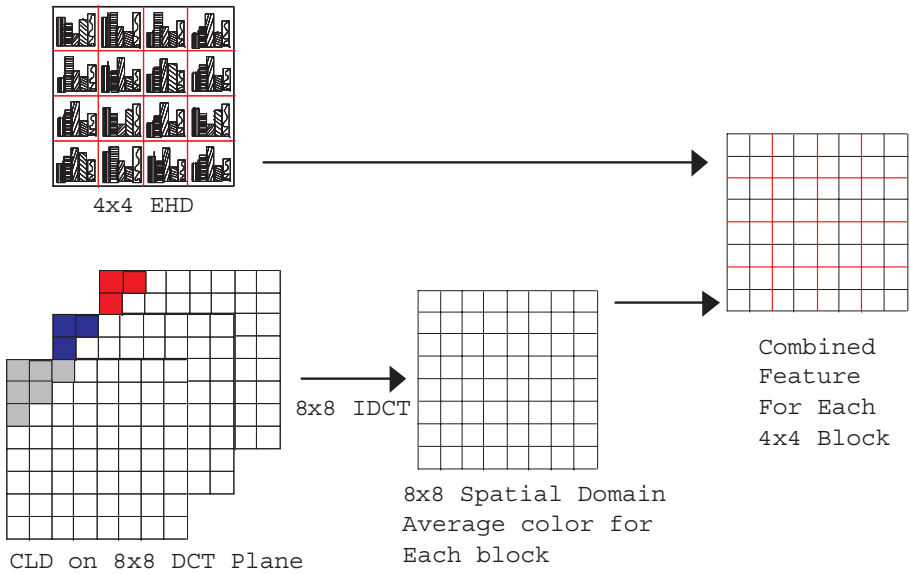 4x4 EHD
8x8 IDCT
Combined
Feature
For Each
4x4 Block
8x8 Spatial Domain
Average color for
Each block
CLD on 8x8 DCT Plane